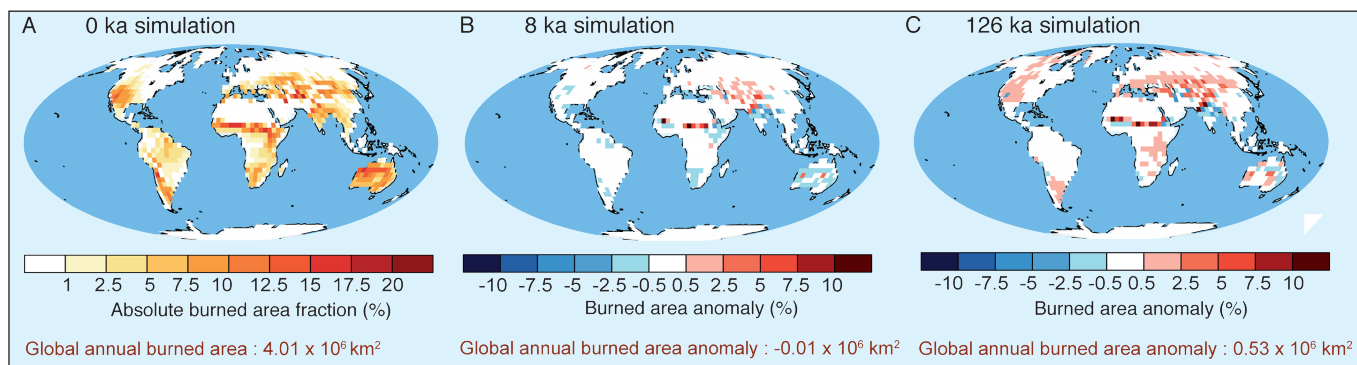 A 0 ka simulation
B 8 ka simulation
C 126 ka simulation
1 2.5 5 7.5 10 12.5 15 17.5 20
Absolute burned area fraction (%)
Global annual burned area : 4.01 x 10⁶ km²
-10 -7.5 -5 -2.5 -0.5 0.5 2.5 5 7.5 10
Burned area anomaly (%)
Global annual burned area anomaly : -0.01 x 10⁶ km²
-10 -7.5 -5 -2.5 -0.5 0.5 2.5 5 7.5 10
Burned area anomaly (%)
Global annual burned area anomaly : 0.53 x 10⁶ km²